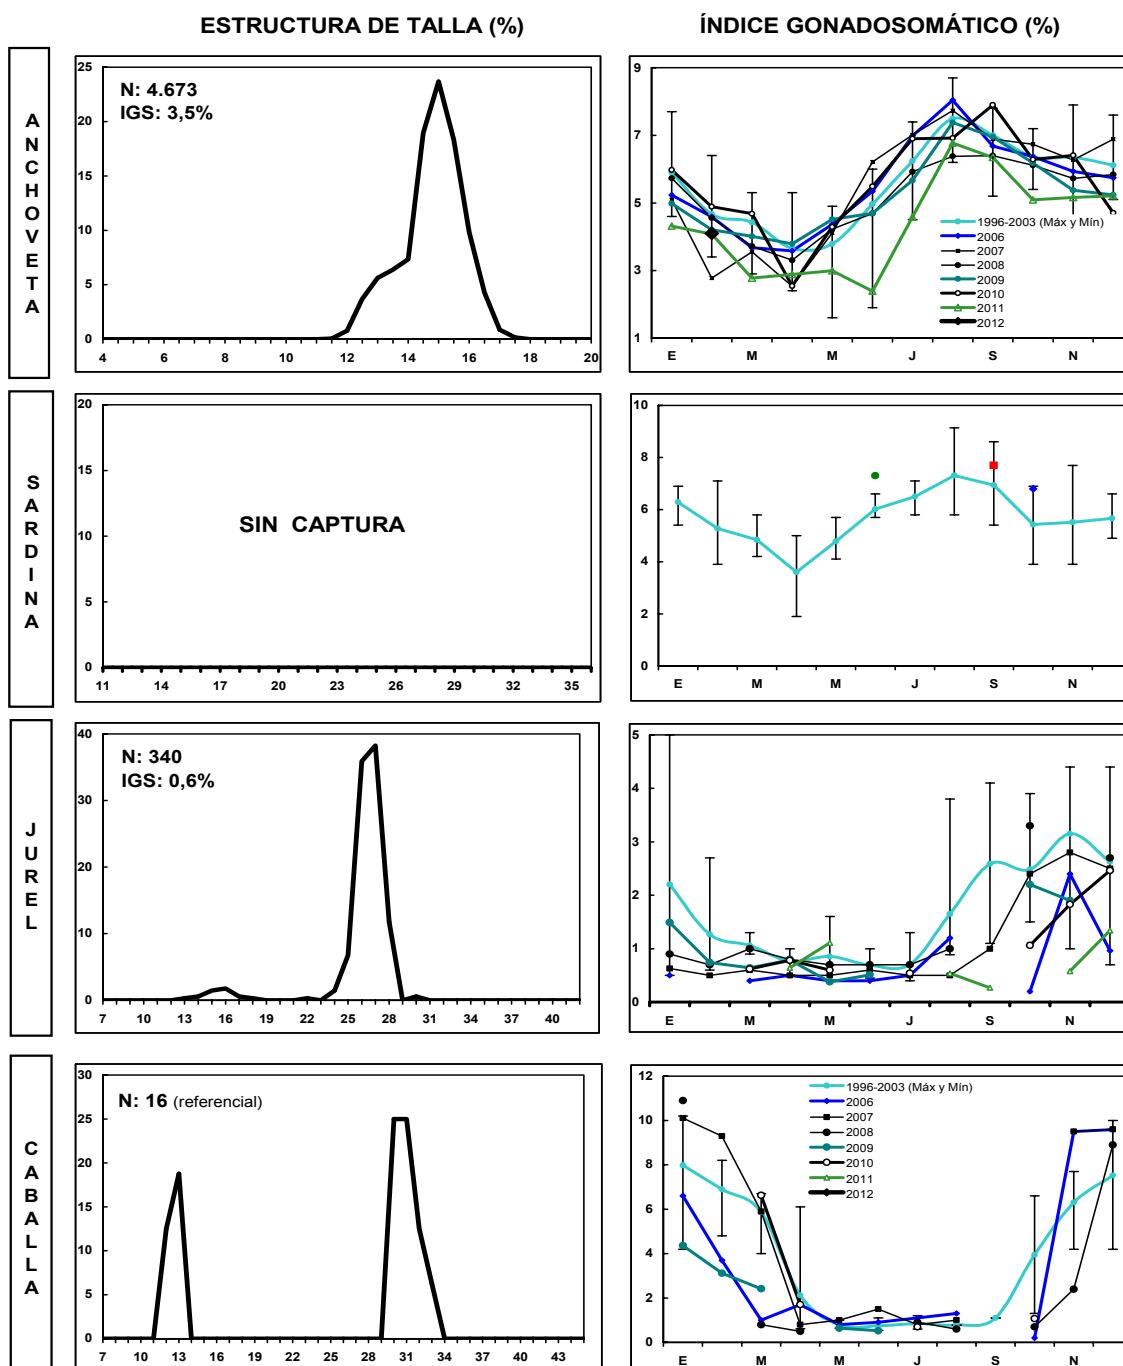 ESTRUCTURA DE TALLA (%)
ÍNDICE GONADOSOMÁTICO (%)
ANCHOVETA
N: 4.673
IGS: 3,5%
25
20
15
10
5
0
4 6 8 10 12 14 16 18 20
9
7
5
3
1
1996-2003 (Máx y Mín)
2006
2007
2008
2009
2010
2011
2012
E M M J S N
SARDINA
20
15
10
5
0
SIN CAPTURA
11 14 17 20 23 26 29 32 35
10
8
6
4
2
0
E M M J S N
JUREL
N: 340
IGS: 0,6%
40
30
20
10
0
7 10 13 16 19 22 25 28 31 34 37 40
5
4
3
2
1
0
E M M J S N
CABALLA
N: 16 (referencial)
30
25
20
15
10
5
0
7 10 13 16 19 22 25 28 31 34 37 40 43
12
10
8
6
4
2
0
1996-2003 (Máx y Mín)
2006
2007
2008
2009
2010
2011
2012
E M M J S N